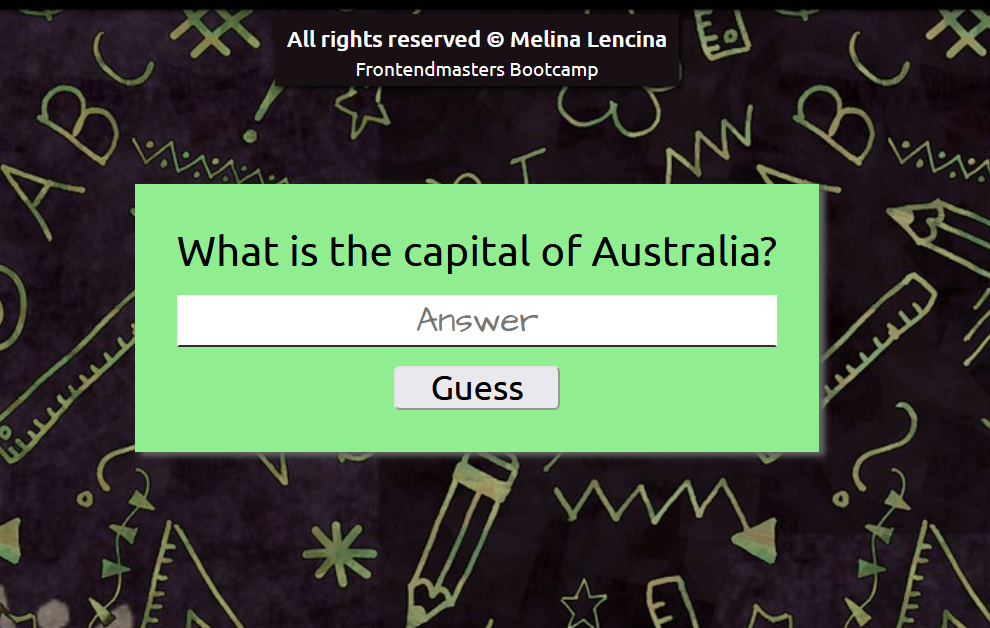 All rights reserved © Melina Lencina
Frontendmasters Bootcamp
What is the capital of Australia?
Answer
Guess